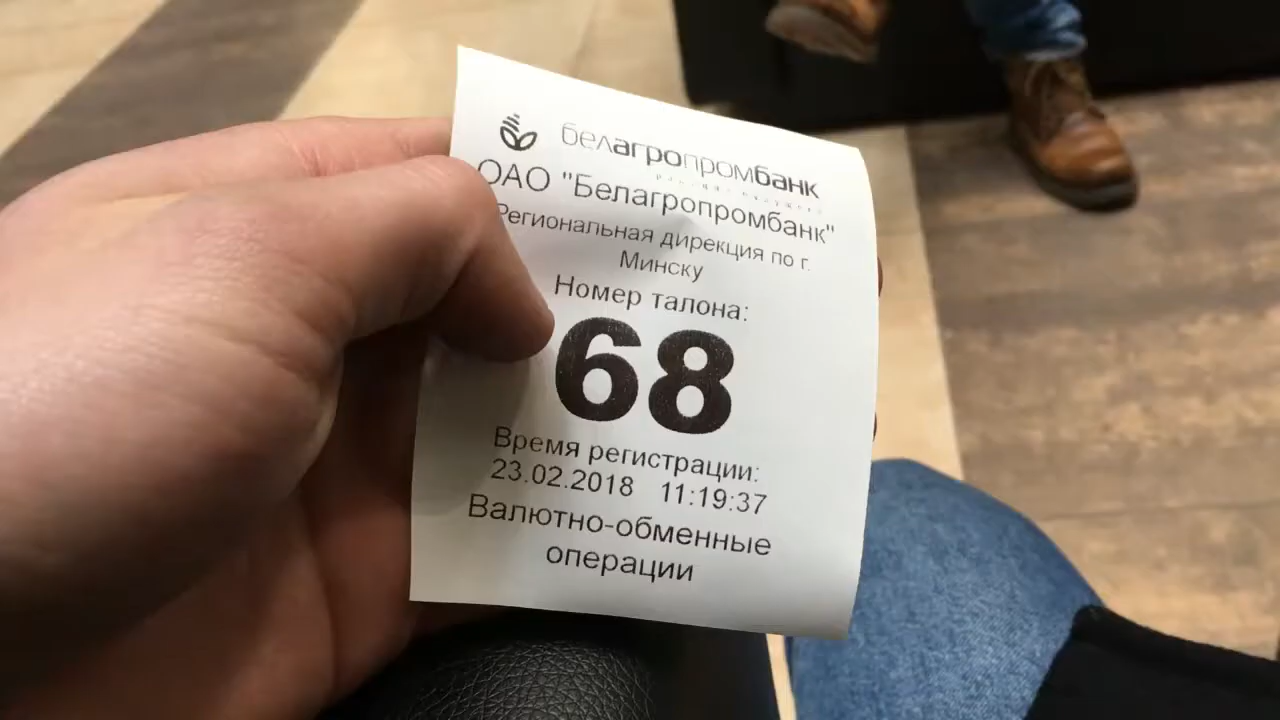 белагропромбанк
ОАО "Белагропромбанк"
Региональная дирекция по г.
Минску
Номер талона:
68
Время регистрации:
23.02.2018 11:19:37
Валютно-обменные
операции